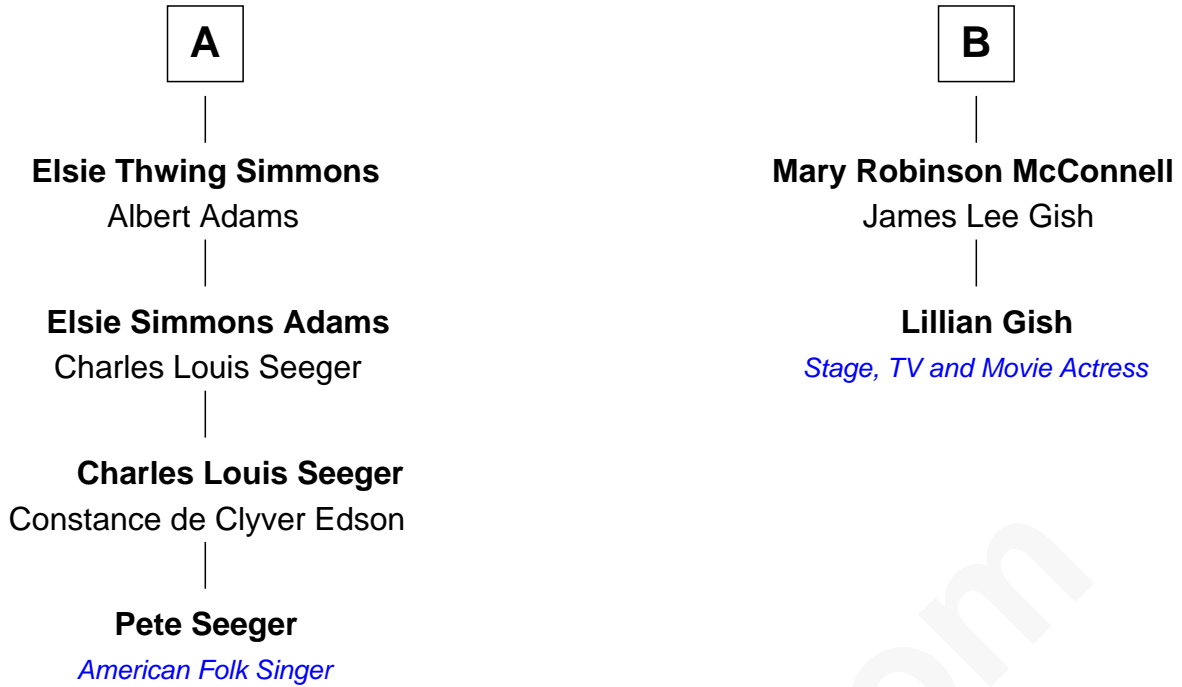 A
Elsie Thwing Simmons
Albert Adams
Elsie Simmons Adams
Charles Louis Seeger
Charles Louis Seeger
Constance de Clyver Edson
Pete Seeger
American Folk Singer
B
Mary Robinson McConnell
James Lee Gish
Lillian Gish
Stage, TV and Movie Actress
om